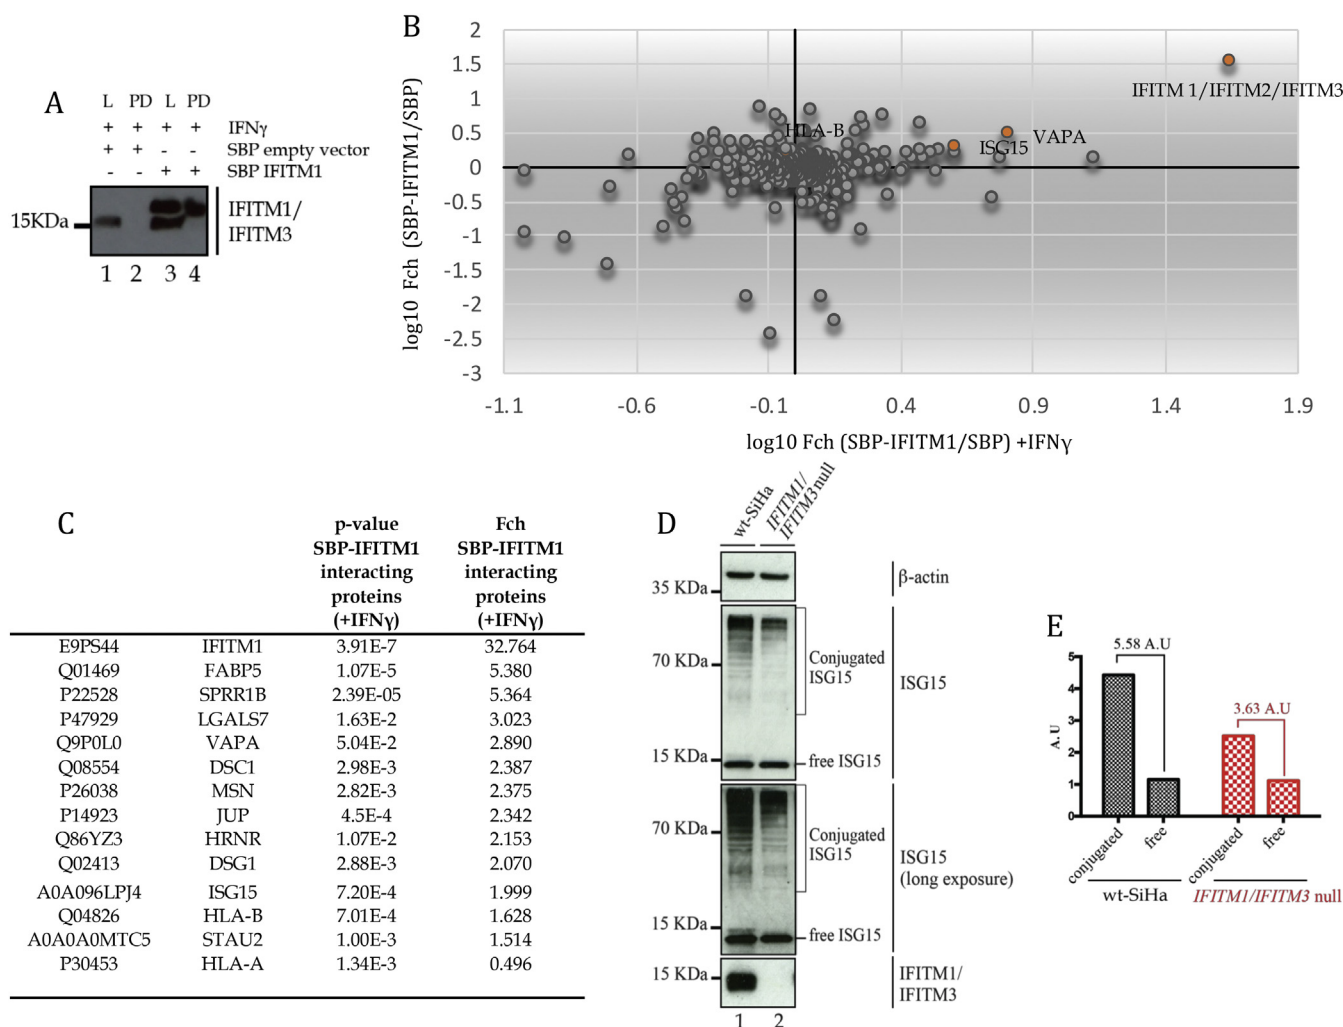 A
L PD L PD
+ + + + IFNγ
+ + - - SBP empty vector
- - + + SBP IFITM1
15KDa
IFITM1/
IFITM3
1 2 3 4
B
log10 Fch (SBP-IFITM1/SBP)
2
1.5
1
0.5
0
-0.5
-1
-1.5
-2
-2.5
-3
IFITM 1/IFITM2/IFITM3
HLA-B
ISG15
VAPA
-1.1 -0.6 -0.1 0.4 0.9 1.4 1.9
log10 Fch (SBP-IFITM1/SBP) +IFNγ
C
p-value Fch
SBP-IFITM1 SBP-IFITM1
interacting interacting
proteins proteins
(+IFNγ) (+IFNγ)
E9PS44 IFITM1 3.91E-7 32.764
Q01469 FABP5 1.07E-5 5.380
P22528 SPRR1B 2.39E-05 5.364
P47929 LGALS7 1.63E-2 3.023
Q9P0L0 VAPA 5.04E-2 2.890
Q08554 DSC1 2.98E-3 2.387
P26038 MSN 2.82E-3 2.375
P14923 JUP 4.5E-4 2.342
Q86YZ3 HRNR 1.07E-2 2.153
Q02413 DSG1 2.88E-3 2.070
A0A096LPJ4 ISG15 7.20E-4 1.999
Q04826 HLA-B 7.01E-4 1.628
A0A0A0MTC5 STAU2 1.00E-3 1.514
P30453 HLA-A 1.34E-3 0.496
D
wt-SiHa
IFITM1/
IFITM3 null
35 KDa
β-actin
70 KDa
Conjugated
ISG15
ISG15
15 KDa
free ISG15
70 KDa
Conjugated
ISG15
ISG15
(long exposure)
15 KDa
free ISG15
15 KDa
IFITM1/
IFITM3
1 2
E
5.58 A.U
3.63 A.U
A. U
5
4
3
2
1
0
conjugated free conjugated free
wt-SiHa IFITM1/IFITM3 null